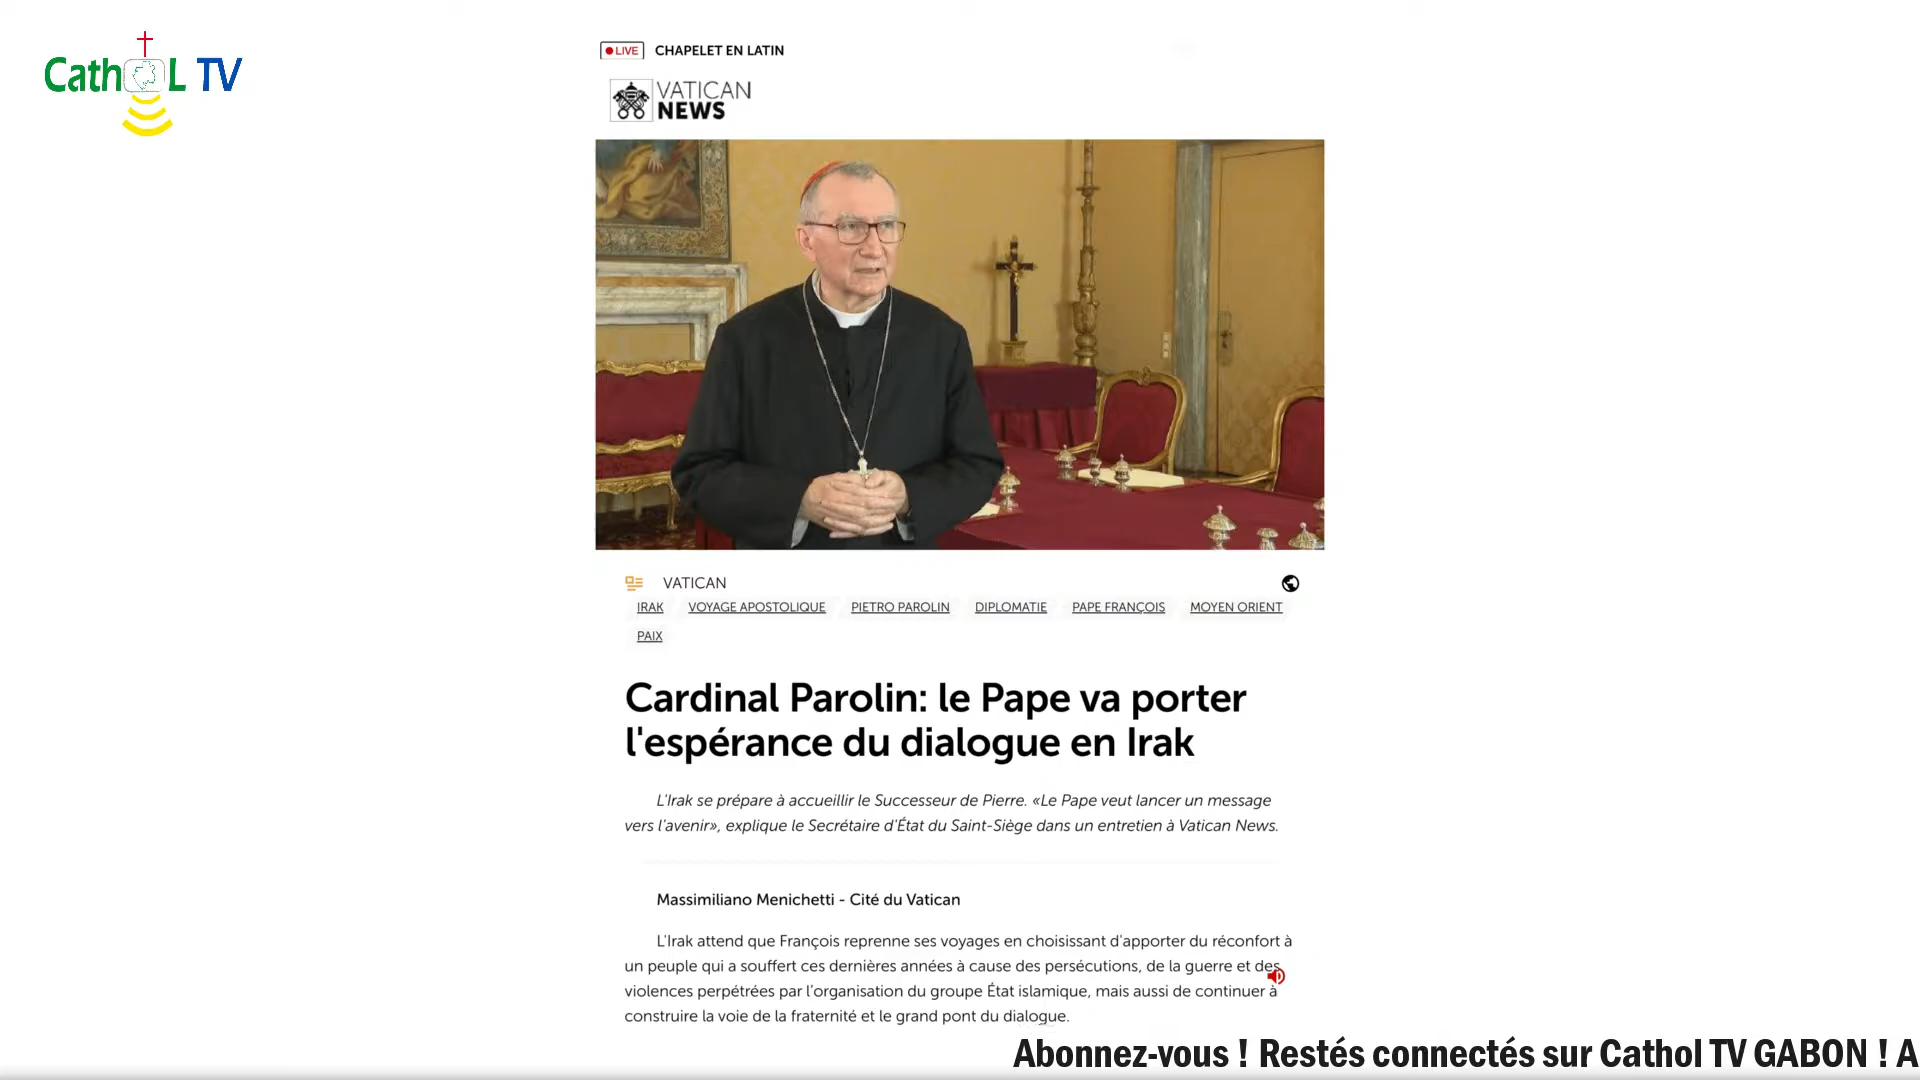 CathOL TV
LIVE CHAPELET EN LATIN
VATICAN
NEWS
VATICAN
IRAK VOYAGE APOSTOLIQUE PIETRO PAROLIN DIPLOMATIE PAPE FRANÇOIS MOYEN ORIENT
PAIX
Cardinal Parolin: le Pape va porter
l'espérance du dialogue en Irak
L'Irak se prépare à accueillir le Successeur de Pierre. «Le Pape veut lancer un message
vers l'avenir», explique le Secrétaire d'État du Saint-Siège dans un entretien à Vatican News.
Massimiliano Menichetti - Cité du Vatican
L'Irak attend que François reprenne ses voyages en choisissant d'apporter du réconfort à
un peuple qui a souffert ces dernières années à cause des persécutions, de la guerre et des
violences perpétrées par l'organisation du groupe État islamique, mais aussi de continuer à
construire la voie de la fraternité et le grand pont du dialogue.
Abonnez-vous ! Restés connectés sur Cathol TV GABON ! A